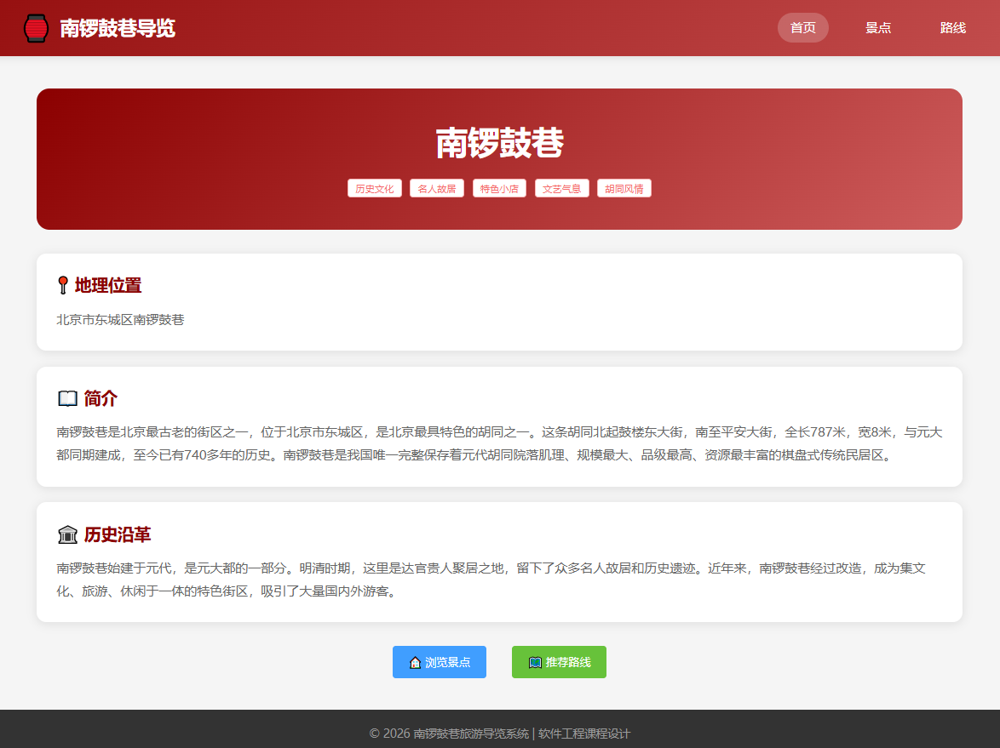 南锣鼓巷导览
首页
景点
路线
南锣鼓巷
历史文化
名人故居
特色小店
文艺气息
胡同风情
地理位置
北京市东城区南锣鼓巷
简介
南锣鼓巷是北京最古老的街区之一，位于北京市东城区，是北京最具特色的胡同之一。这条胡同北起鼓楼东大街，南至平安大街，全长787米，宽8米，与元大
都同期建成，至今已有740多年的历史。南锣鼓巷是我国唯一完整保存着元代胡同院落肌理、规模最大、品级最高、资源最丰富的棋盘式传统民居区。
历史沿革
南锣鼓巷始建于元代，是元大都的一部分。明清时期，这里是达官贵人聚居之地，留下了众多名人故居和历史遗迹。近年来，南锣鼓巷经过改造，成为集文
化、旅游、休闲于一体的特色街区，吸引了大量国内外游客。
浏览景点
推荐路线
© 2026 南锣鼓巷旅游导览系统 | 软件工程课程设计